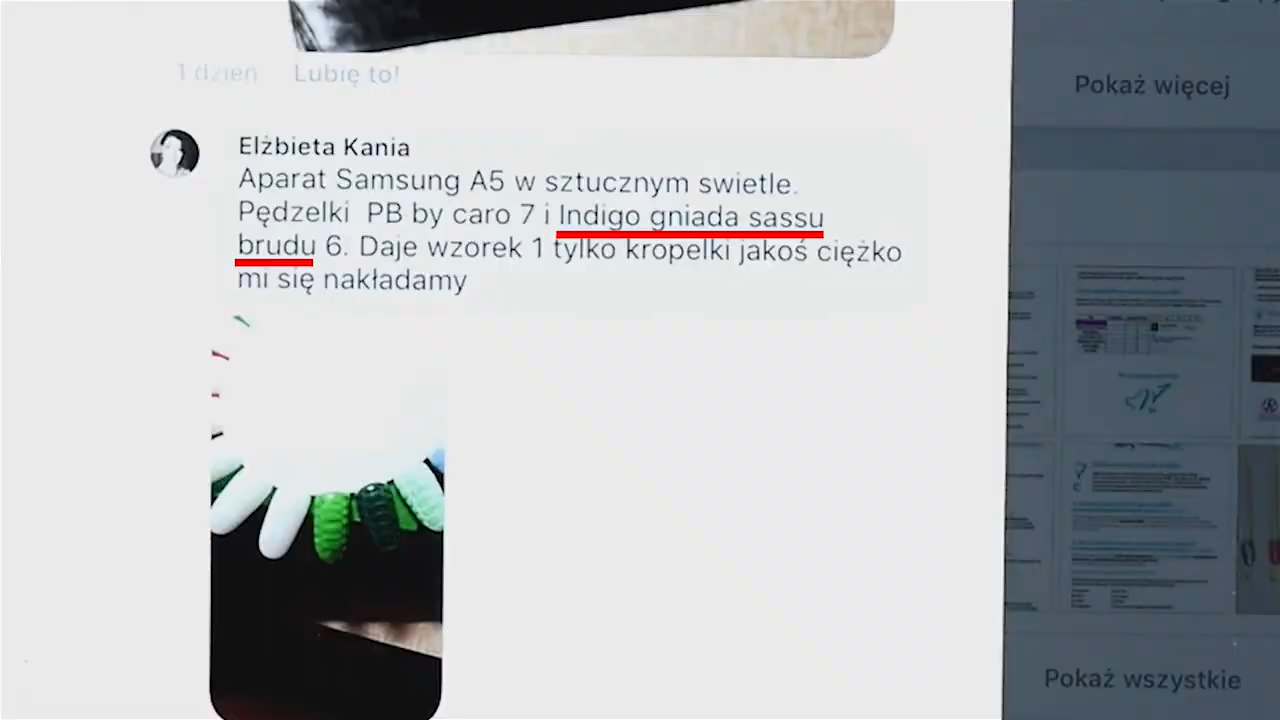 1 dzień Lubię to!
Elżbieta Kania
Aparat Samsung A5 w sztucznym swietle.
Pędzelki PB by caro 7 i Indigo gniada sassu
brudu 6. Daje wzorek 1 tylko kropelki jakoś ciężko
mi się nakładamy
Pokaż więcej
Pokaż wszystkie